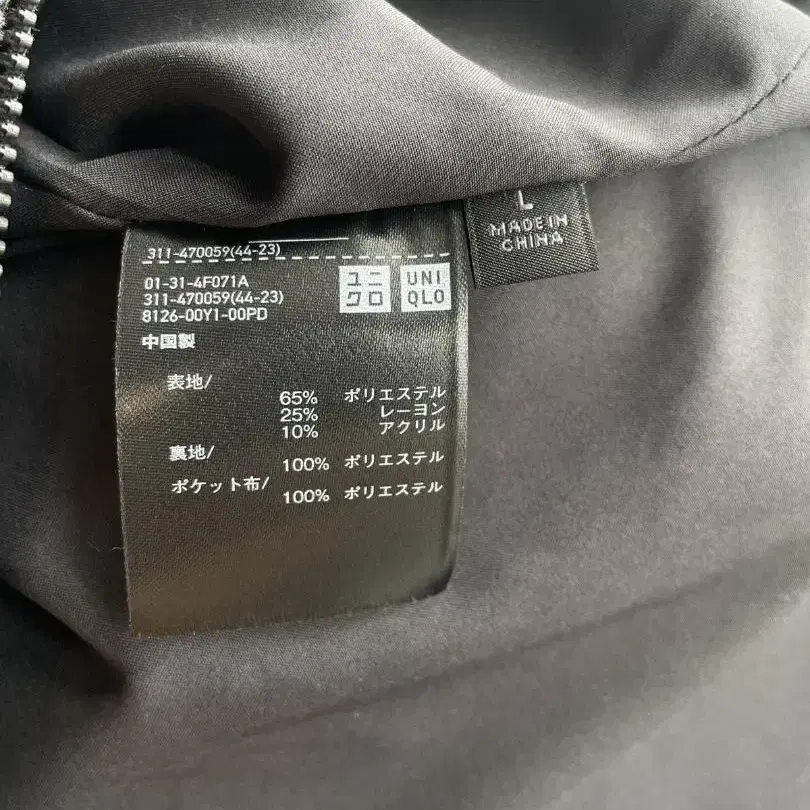 311-470059(44-23)
01-31-4F071A
311-470059(44-23)
8126-00Y1-00PD
ユニ
クロ
UNI
QLO
中国製
表地/
65% ポリエステル
25% レーヨン
10% アクリル
裏地/
100% ポリエステル
ポケット布/
100% ポリエステル
L
MADE IN
CHINA